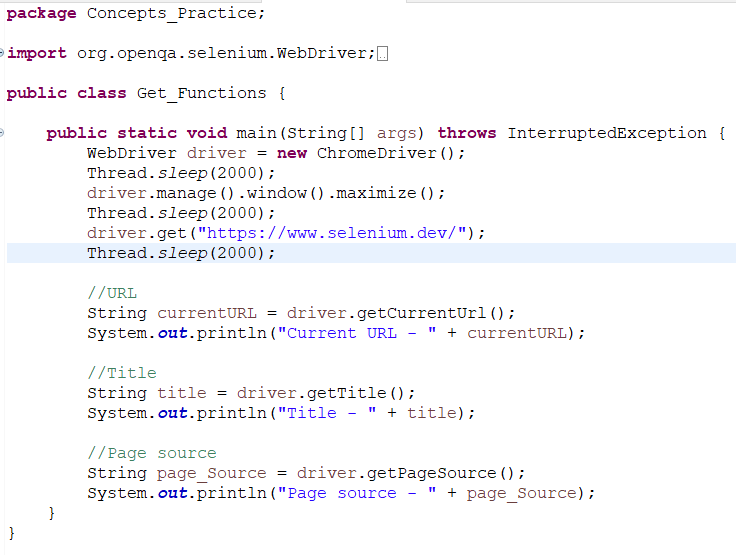 package Concepts_Practice;
import org.openqa.selenium.WebDriver;
public class Get_Functions {
public static void main(String[] args) throws InterruptedException {
WebDriver driver = new ChromeDriver();
Thread.sleep(2000);
driver.manage().window().maximize();
Thread.sleep(2000);
driver.get("https://www.selenium.dev/");
Thread.sleep(2000);
//URL
String currentURL = driver.getCurrentUrl();
System.out.println("Current URL - " + currentURL);
//Title
String title = driver.getTitle();
System.out.println("Title - " + title);
//Page source
String page_Source = driver.getPageSource();
System.out.println("Page source - " + page_Source);
}
}